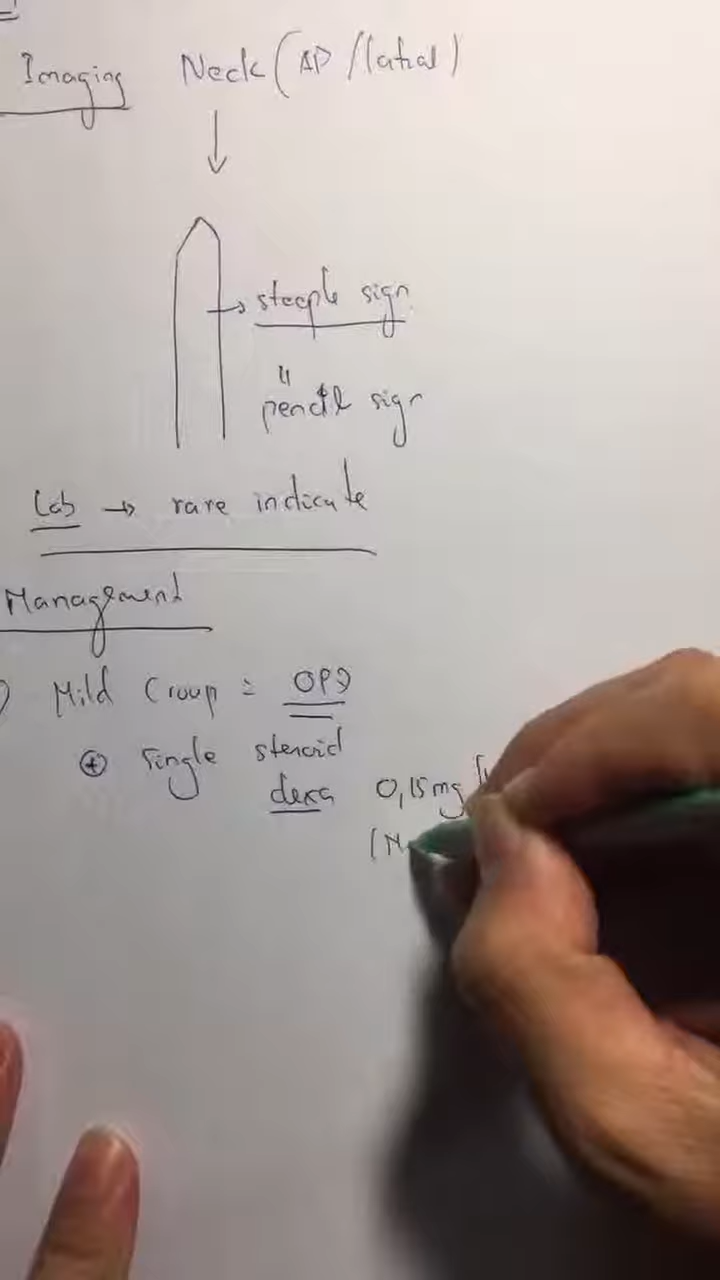 Imaging Neck (AP/latral)
↓
→ steeple sign
"
pencil sign
Lab → rare indicate
Management
) Mild Croup = OPD
⊕ single steroid
dexa 0,15mg